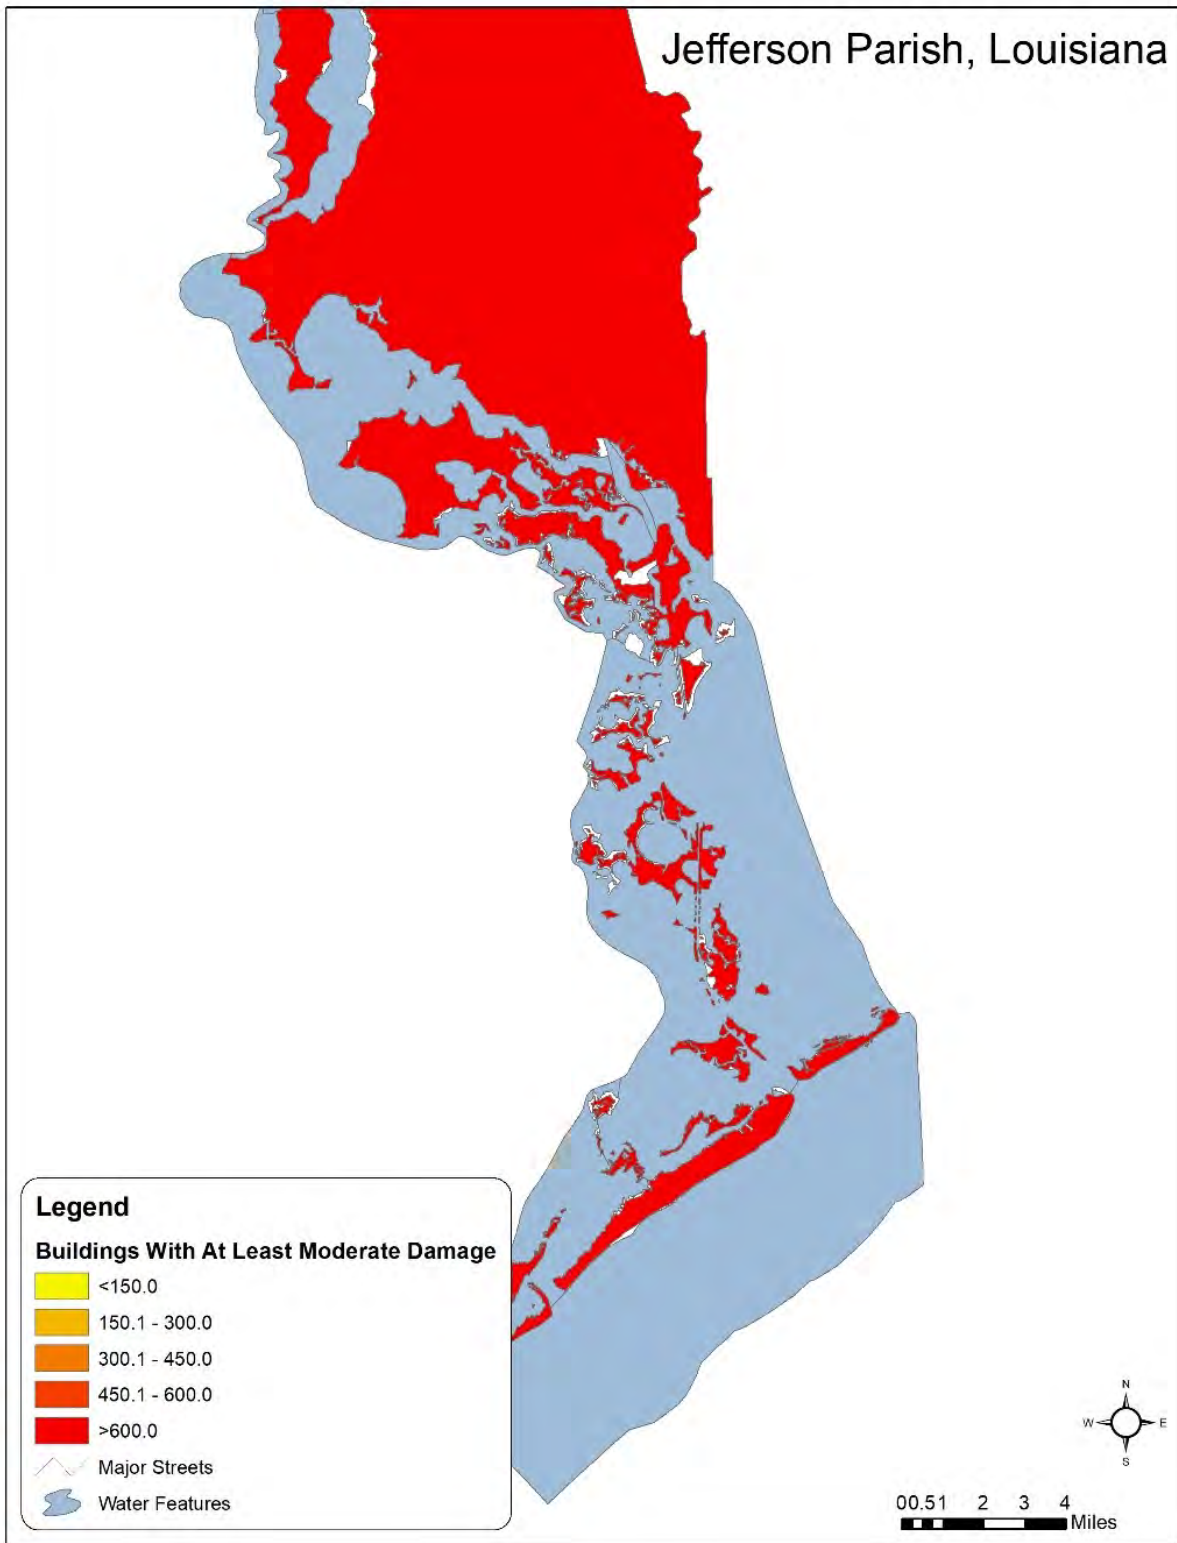 Jefferson Parish, Louisiana
Legend
Buildings With At Least Moderate Damage
<150.0
150.1 - 300.0
300.1 - 450.0
450.1 - 600.0
>600.0
Major Streets
Water Features
N
W E
S
00.51 2 3 4
Miles